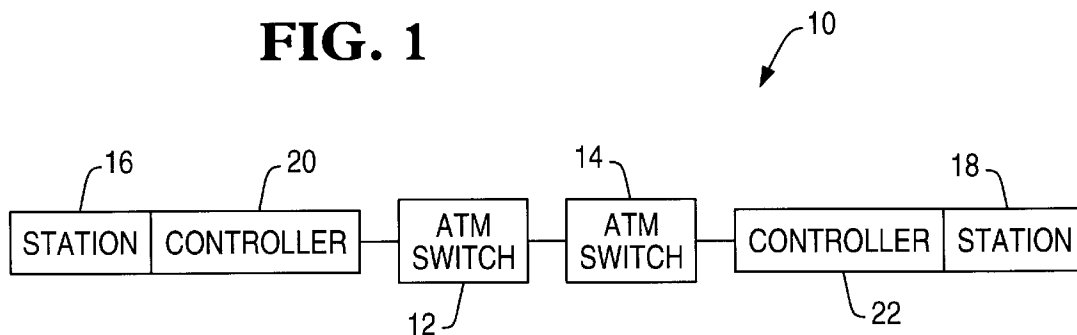 FIG. 1
10
16
20
14
18
STATION
CONTROLLER
ATM
SWITCH
ATM
SWITCH
CONTROLLER
STATION
12
22